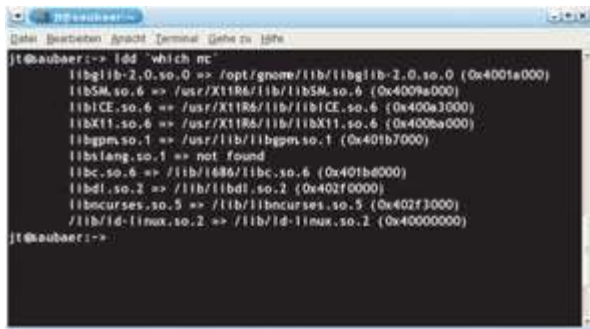 jt@saubaer:~
Datei Bearbeiten Ansicht Terminal Gehe zu Hilfe
jt@saubaer:~> ldd `which mc`
libglib-2.0.so.0 => /opt/gnome/lib/libglib-2.0.so.0 (0x4001a000)
libSM.so.6 => /usr/X11R6/lib/libSM.so.6 (0x4009a000)
libICE.so.6 => /usr/X11R6/lib/libICE.so.6 (0x400a3000)
libX11.so.6 => /usr/X11R6/lib/libX11.so.6 (0x400ba000)
libgpm.so.1 => /usr/lib/libgpm.so.1 (0x401b7000)
libslang.so.1 => not found
libc.so.6 => /lib/i686/libc.so.6 (0x401bd000)
libdl.so.2 => /lib/libdl.so.2 (0x402f0000)
libncurses.so.5 => /lib/libncurses.so.5 (0x402f3000)
/lib/ld-linux.so.2 => /lib/ld-linux.so.2 (0x40000000)
jt@saubaer:~>